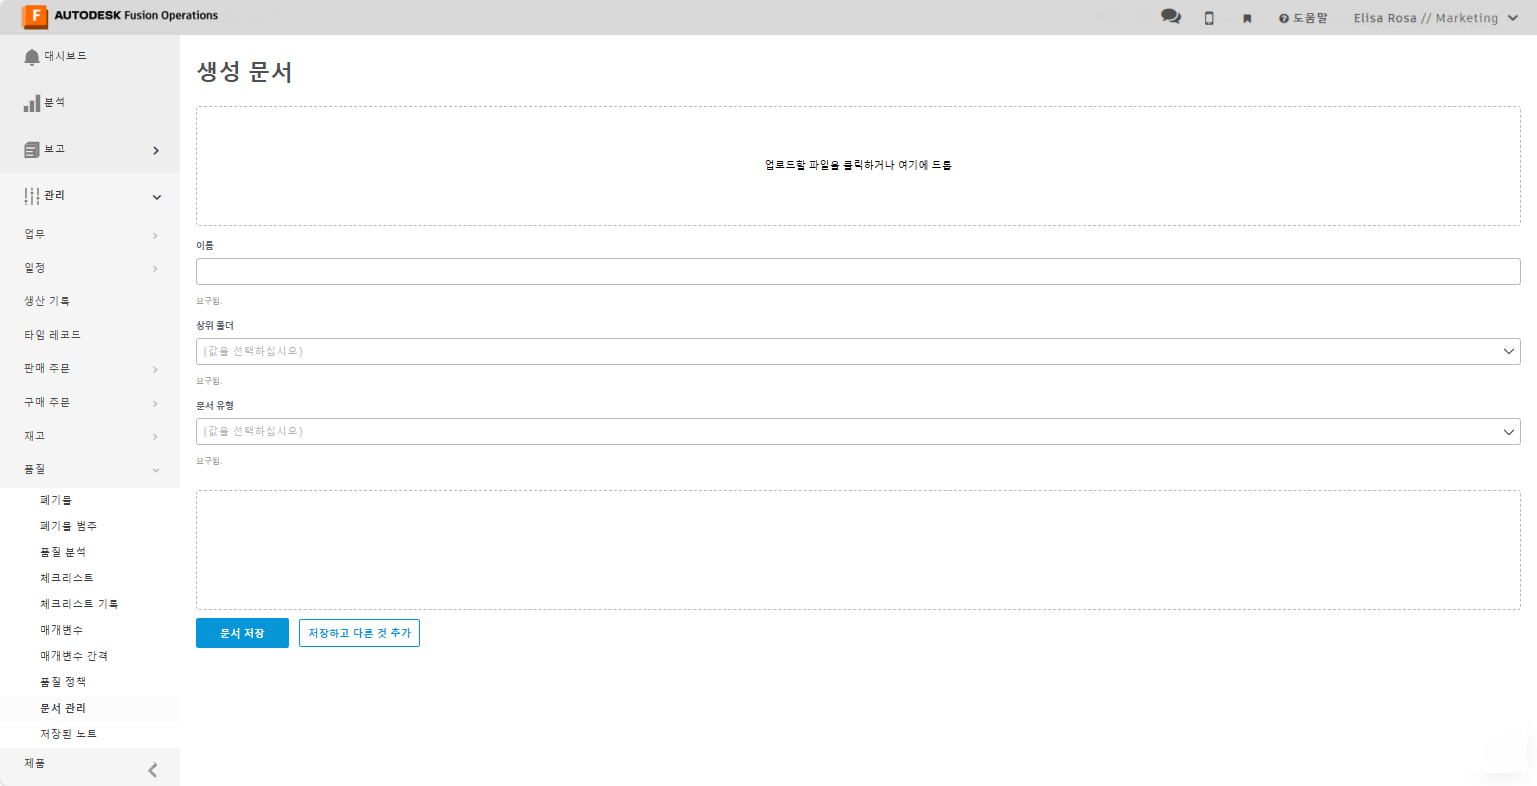 AUTODESK Fusion Operations
도움말
Elisa Rosa // Marketing
대시보드
분석
보고
관리
업무
일정
생산 기록
타임 레코드
판매 주문
구매 주문
재고
품질
폐기물
폐기물 범주
품질 분석
체크리스트
체크리스트 기록
매개변수
매개변수 간격
품질 정책
문서 관리
저장된 노트
제품
생성 문서
업로드할 파일을 클릭하거나 여기에 드롭
이름
요구됨.
상위 폴더
(값을 선택하십시오)
요구됨.
문서 유형
(값을 선택하십시오)
요구됨.
문서 저장
저장하고 다른 것 추가